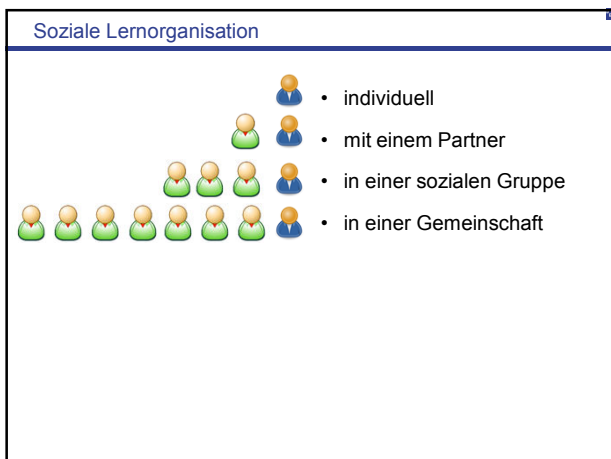 Soziale Lernorganisation
• individuell
• mit einem Partner
• in einer sozialen Gruppe
• in einer Gemeinschaft